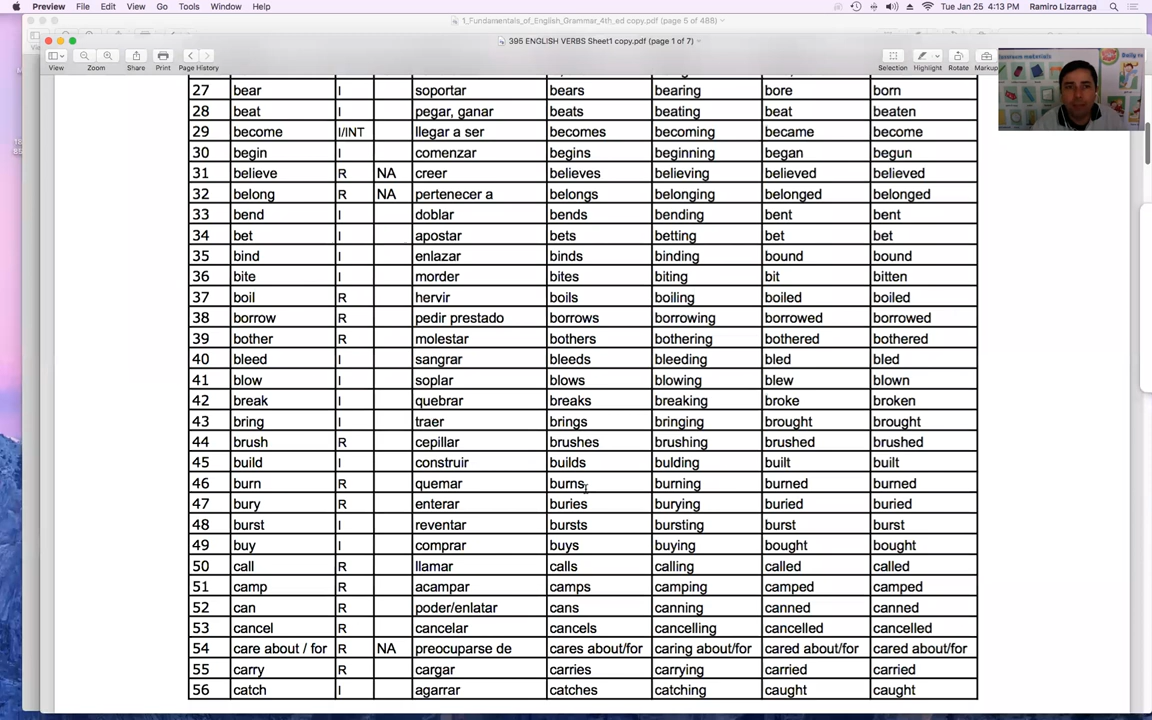 Preview File Edit View Go Tools Window Help Tue Jan 25 4:13 PM Ramiro Lizarraga
1_Fundamentals_of_English_Grammar_4th_ed copy.pdf (page 5 of 488)
395 ENGLISH VERBS Sheet1 copy.pdf (page 1 of 7)
View Zoom Share Print Page History Selection Highlight Rotate Markup
27 bear I soportar bears bearing bore born
28 beat I pegar, ganar beats beating beat beaten
29 become I/INT llegar a ser becomes becoming became become
30 begin I comenzar begins beginning began begun
31 believe R NA creer believes believing believed believed
32 belong R NA pertenecer a belongs belonging belonged belonged
33 bend I doblar bends bending bent bent
34 bet I apostar bets betting bet bet
35 bind I enlazar binds binding bound bound
36 bite I morder bites biting bit bitten
37 boil R hervir boils boiling boiled boiled
38 borrow R pedir prestado borrows borrowing borrowed borrowed
39 bother R molestar bothers bothering bothered bothered
40 bleed I sangrar bleeds bleeding bled bled
41 blow I soplar blows blowing blew blown
42 break I quebrar breaks breaking broke broken
43 bring I traer brings bringing brought brought
44 brush R cepillar brushes brushing brushed brushed
45 build I construir builds bulding built built
46 burn R quemar burns burning burned burned
47 bury R enterar buries burying buried buried
48 burst I reventar bursts bursting burst burst
49 buy I comprar buys buying bought bought
50 call R llamar calls calling called called
51 camp R acampar camps camping camped camped
52 can R poder/enlatar cans canning canned canned
53 cancel R cancelar cancels cancelling cancelled cancelled
54 care about / for R NA preocuparse de cares about/for caring about/for cared about/for cared about/for
55 carry R cargar carries carrying carried carried
56 catch I agarrar catches catching caught caught